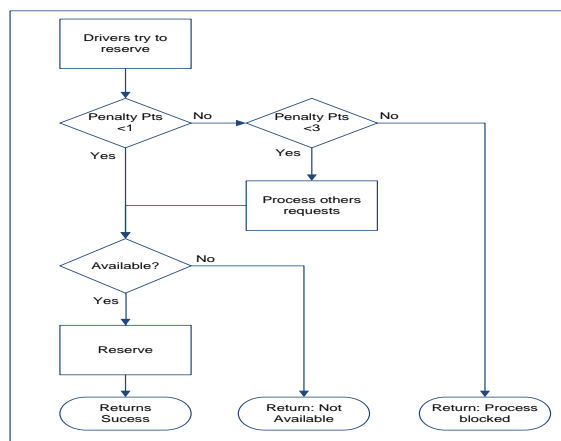 Drivers try to
reserve
Penalty Pts
<1
No
Penalty Pts
<3
No
Yes
Yes
Process others
requests
Available?
No
Yes
Reserve
Returns
Sucess
Return: Not
Available
Return: Process
blocked